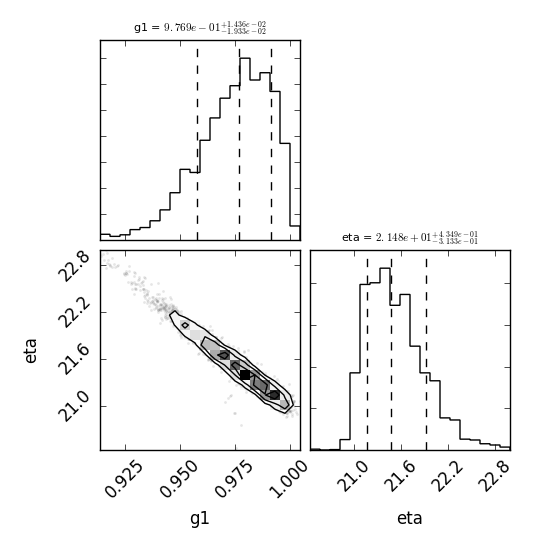 g1 = 9.769e−01+1.436e−02−1.933e−02
eta = 2.148e+01+4.349e−01−3.133e−01
22.8
22.2
21.6
21.0
eta
0.925
0.950
0.975
1.000
g1
21.0
21.6
22.2
22.8
eta